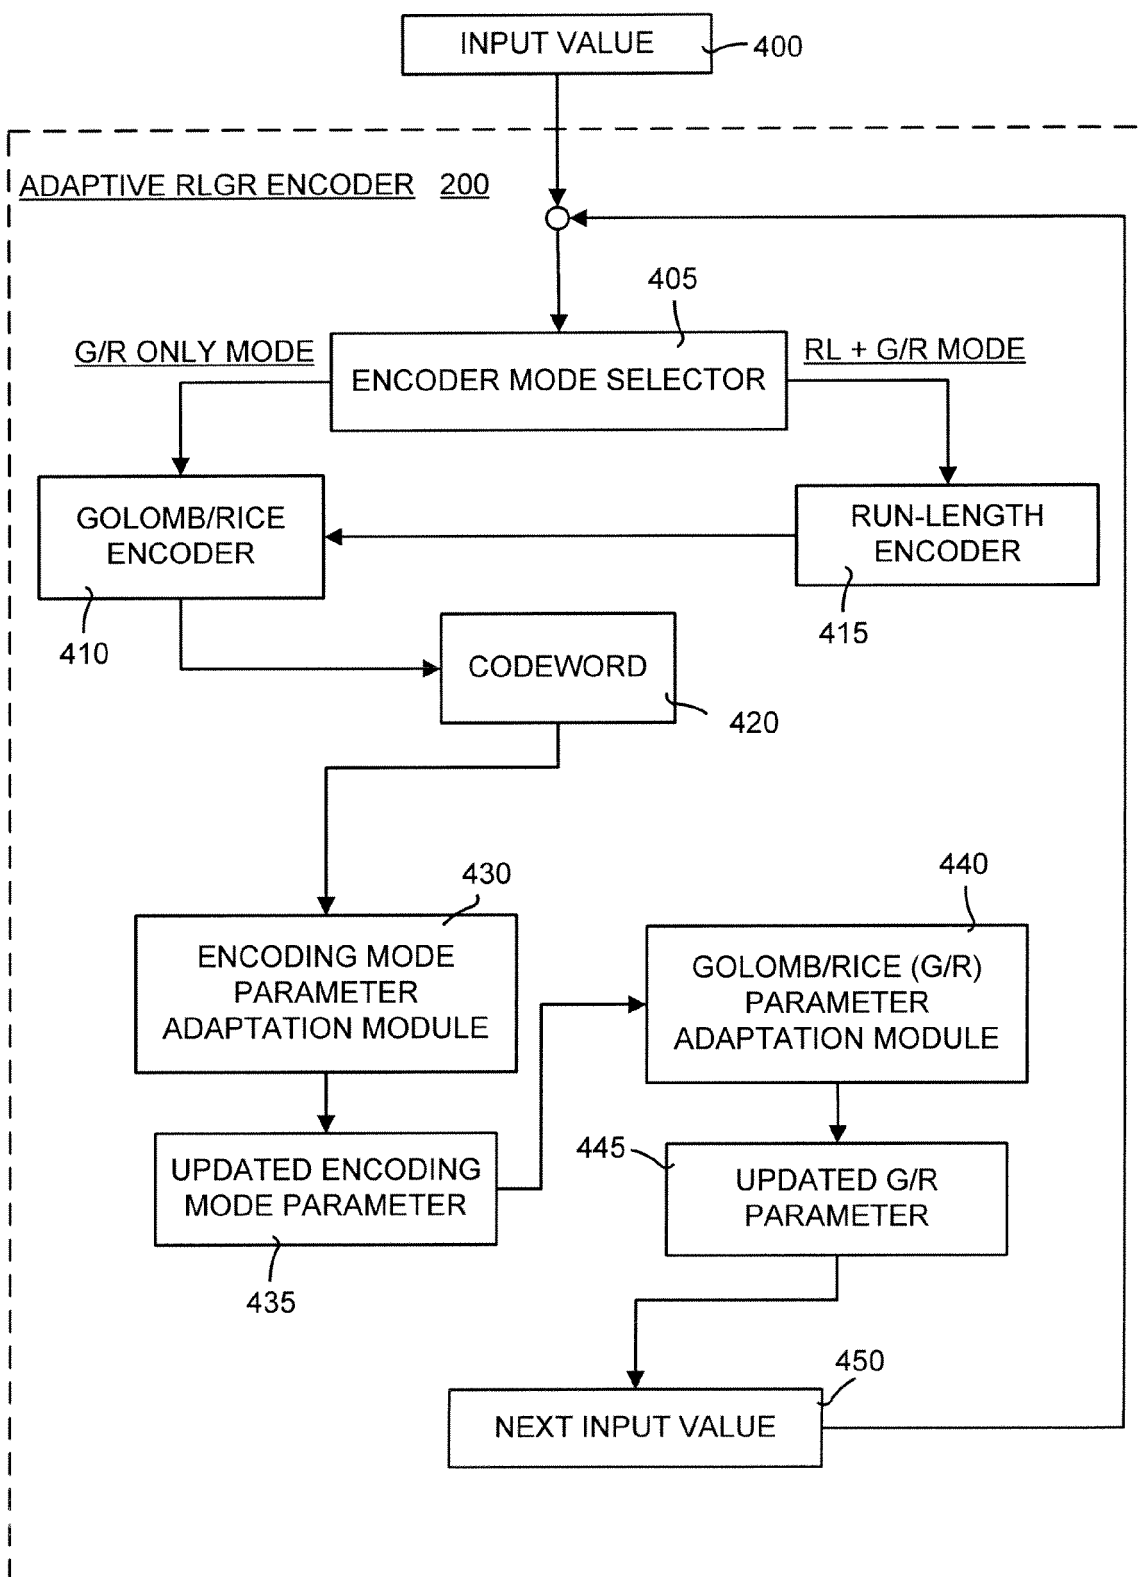 INPUT VALUE
400
ADAPTIVE RLGR ENCODER 200
405
G/R ONLY MODE
RL + G/R MODE
ENCODER MODE SELECTOR
GOLOMB/RICE
ENCODER
410
RUN-LENGTH
ENCODER
415
CODEWORD
420
430
ENCODING MODE
PARAMETER
ADAPTATION MODULE
440
GOLOMB/RICE (G/R)
PARAMETER
ADAPTATION MODULE
UPDATED ENCODING
MODE PARAMETER
435
445
UPDATED G/R
PARAMETER
450
NEXT INPUT VALUE